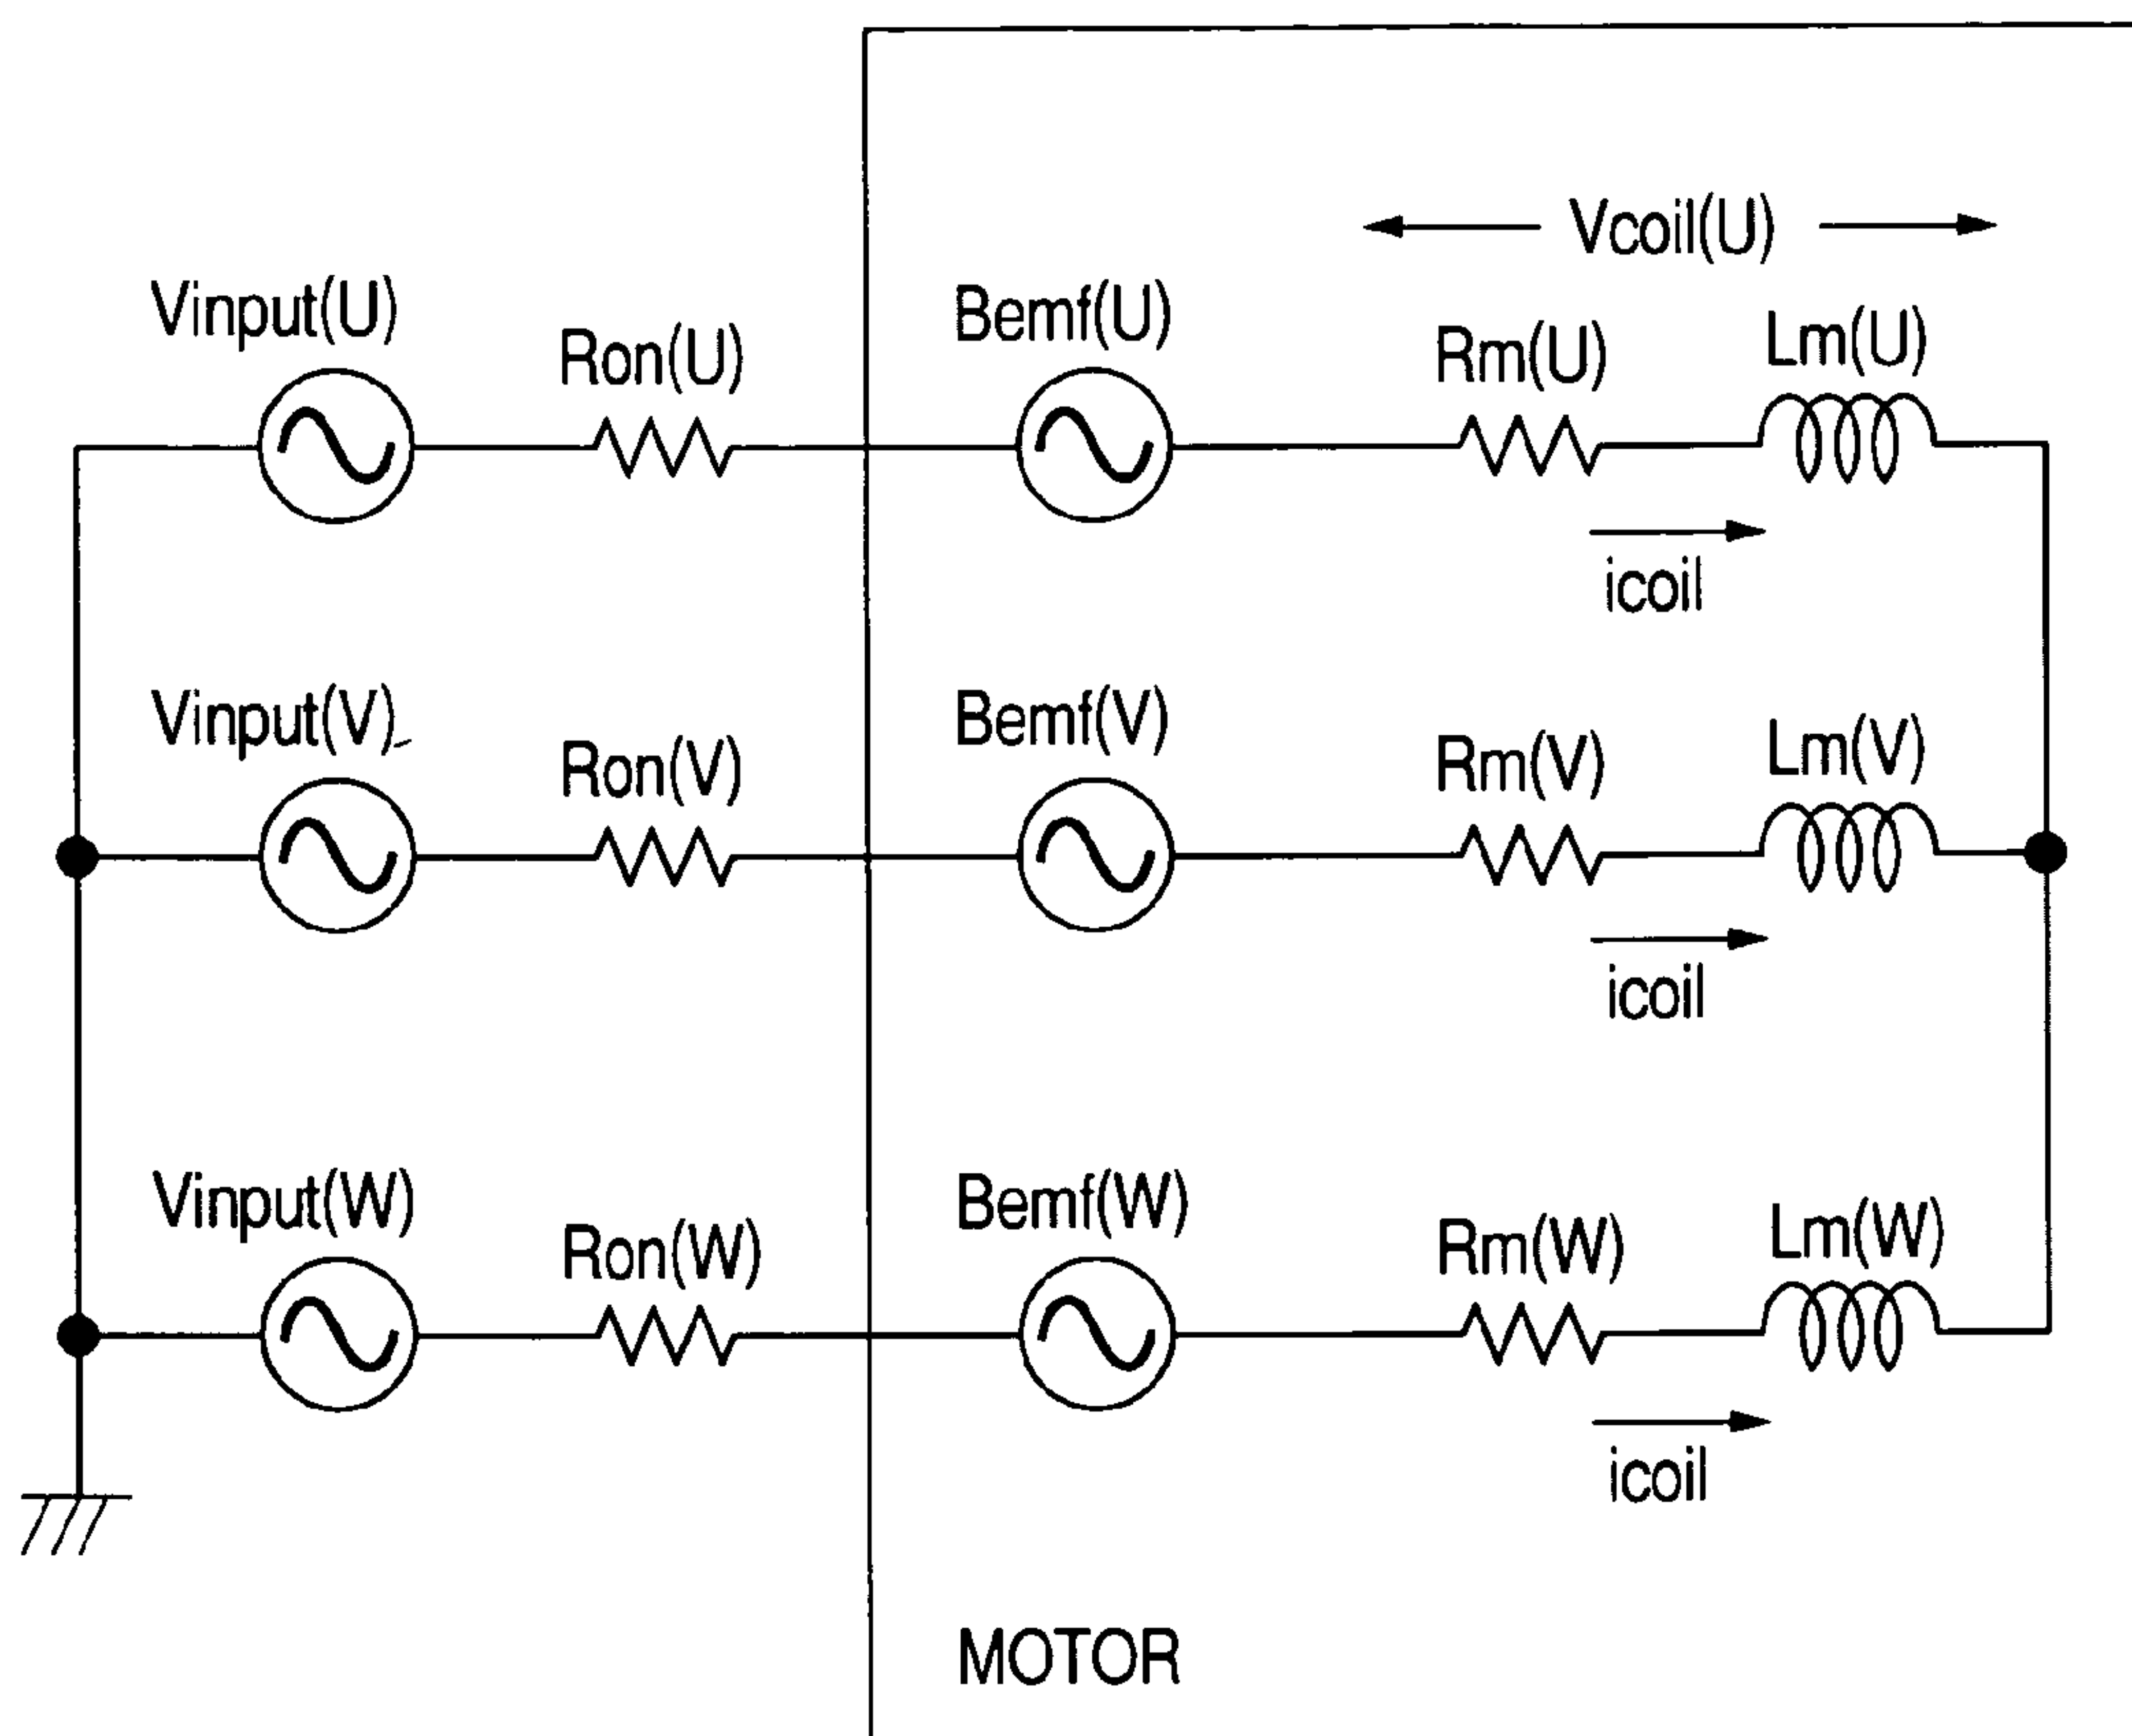 Vcoil(U)
Vinput(U)
Ron(U)
Bemf(U)
Rm(U)
Lm(U)
icoil
Vinput(V)
Ron(V)
Bemf(V)
Rm(V)
Lm(V)
icoil
Vinput(W)
Ron(W)
Bemf(W)
Rm(W)
Lm(W)
icoil
MOTOR